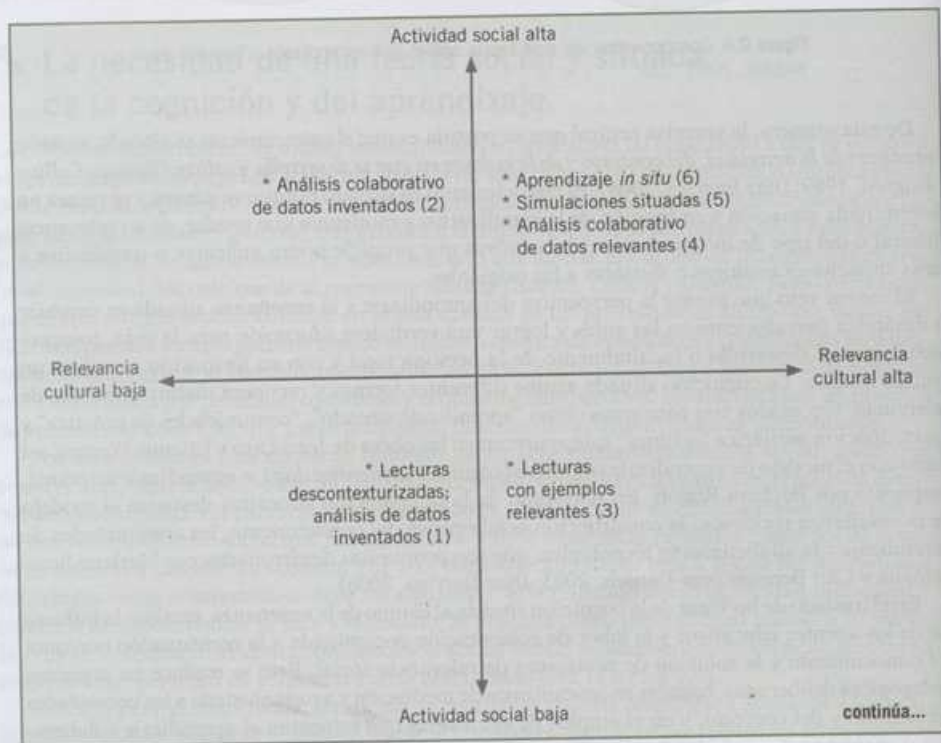 Actividad social alta
* Análisis colaborativo
de datos inventados (2)
* Aprendizaje in situ (6)
* Simulaciones situadas (5)
* Análisis colaborativo
de datos relevantes (4)
Relevancia
cultural baja
Relevancia
cultural alta
* Lecturas
descontexturizadas;
análisis de datos
inventados (1)
* Lecturas
con ejemplos
relevantes (3)
Actividad social baja
continúa...